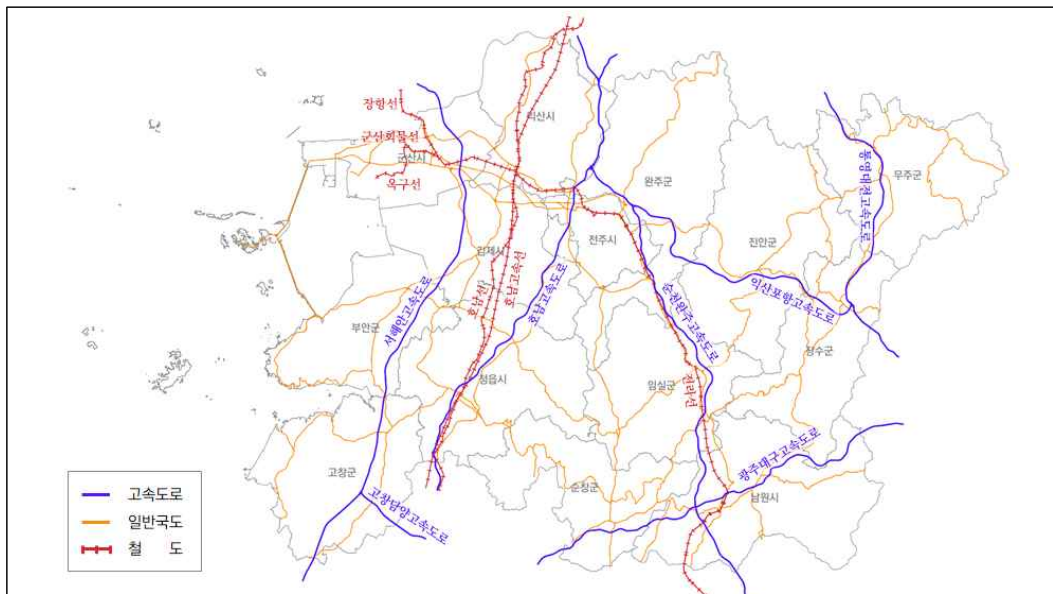 장항선
군산화물선
군산시
옥구선
익산시
완주군
전주시
김제시
진안군
무주군
통영대전고속도로
익산포항고속도로
호남선
호남고속선
호남고속도로
순천완주고속도로
서해안고속도로
부안군
정읍시
임실군
전라선
장수군
고창군
고창담양고속도로
순창군
남원시
광주대구고속도로
고속도로
일반국도
철 도